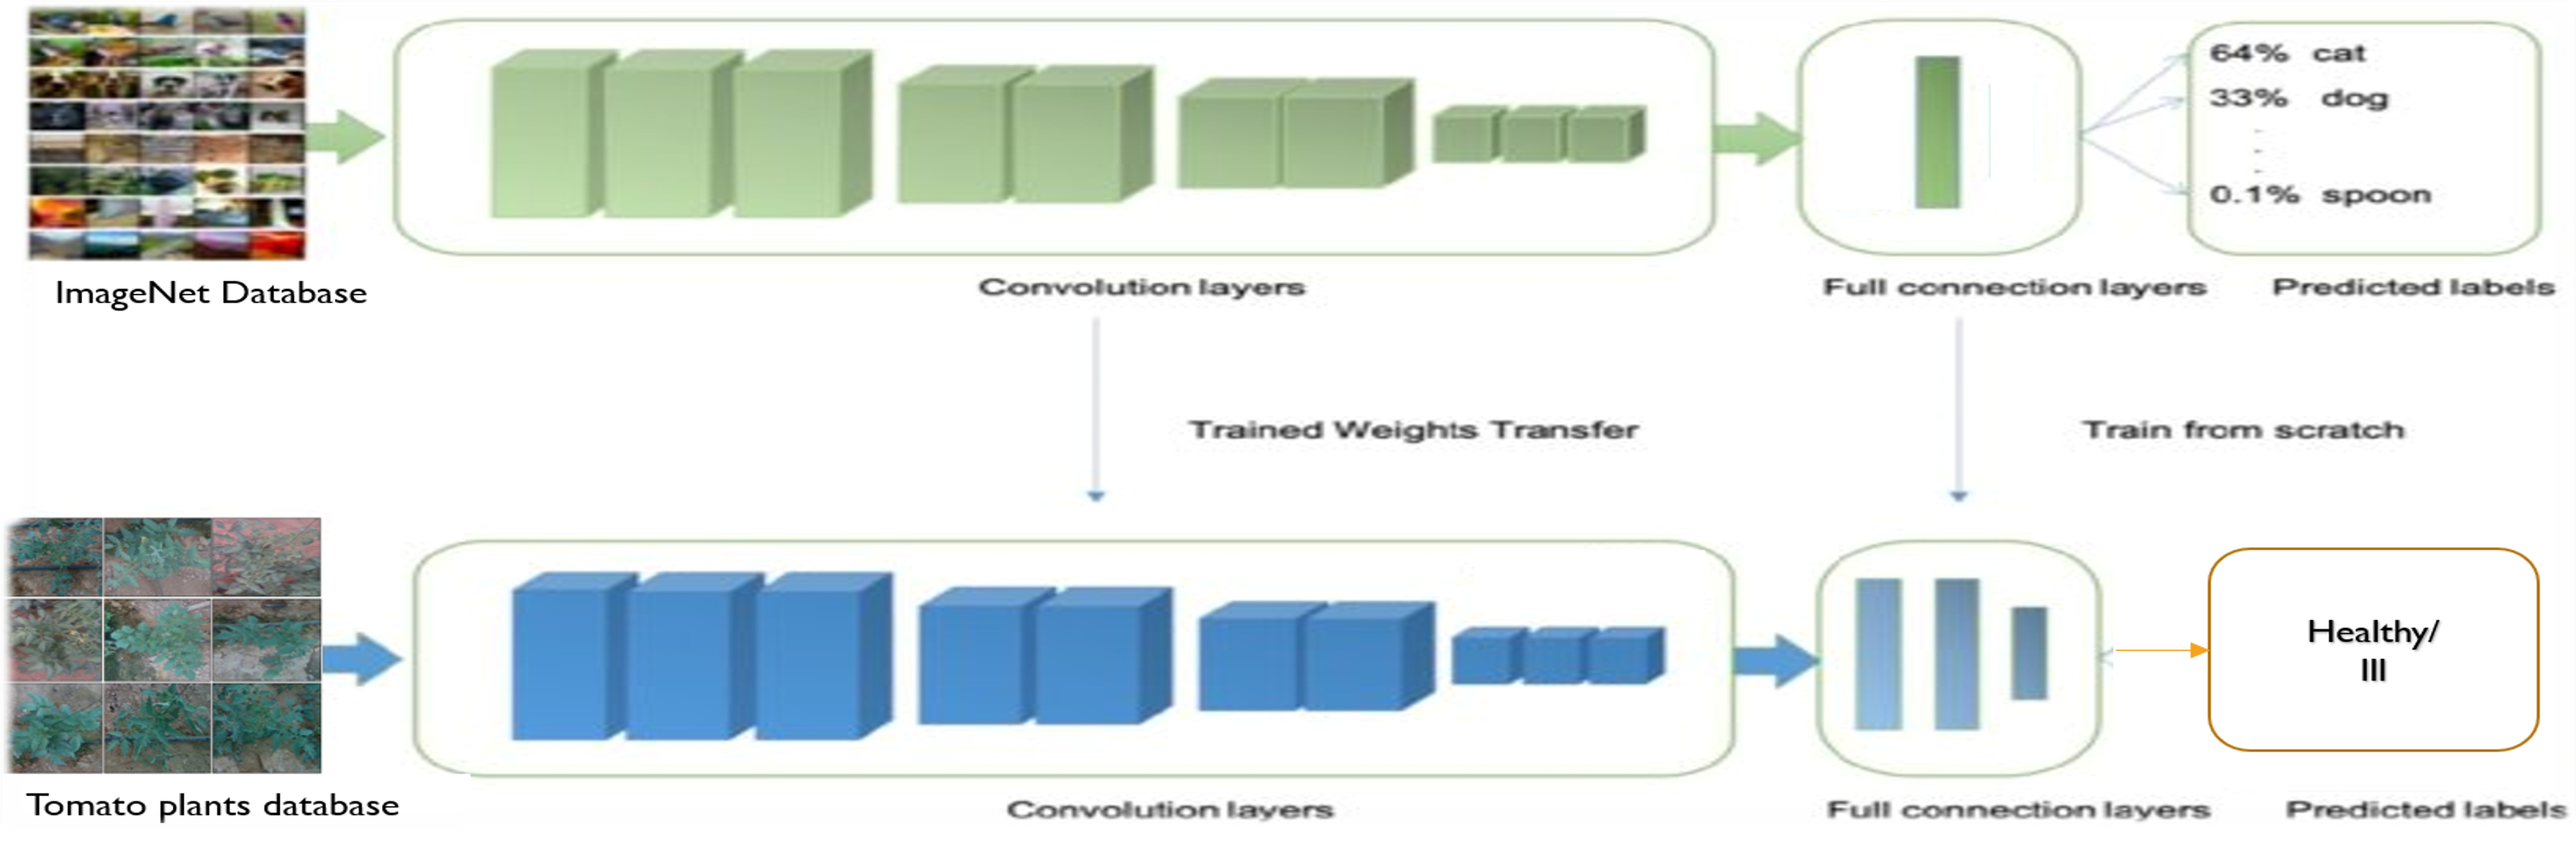 64% cat
33% dog
0.1% spoon
ImageNet Database
Convolution layers
Full connection layers
Predicted labels
Trained Weights Transfer
Train from scratch
Healthy/
Ill
Tomato plants database
Convolution layers
Full connection layers
Predicted labels